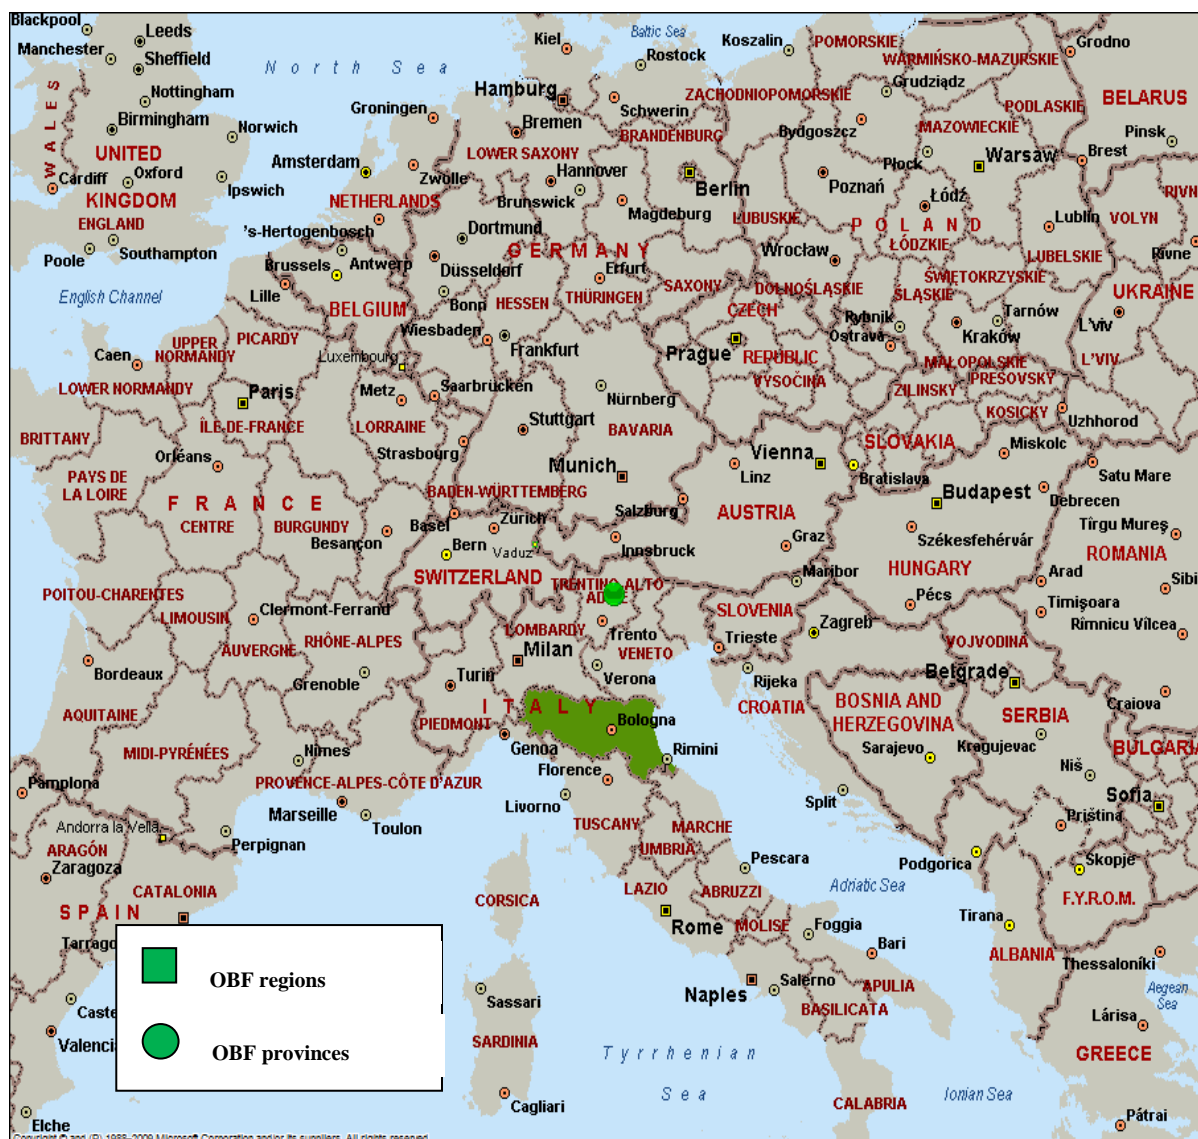 Blackpool
Leeds
Manchester
Sheffield
Nottingham
Birmingham
Norwich
WALES
UNITED
KINGDOM
Cardiff
Oxford
Ipswich
ENGLAND
Southampton
Poole
English Channel
North Sea
Baltic Sea
Kiel
Rostock
Koszalin
POMORSKIE
WARMIŃSKO-MAZURSKIE
Grodno
Hamburg
Schwerin
ZACHODNIOPOMORSKIE
Grudziądz
PODLASKIE
BELARUS
Groningen
Bremen
BRANDENBURG
Bydgoszcz
MAZOWIECKIE
Pinsk
LOWER SAXONY
Amsterdam
Zwolle
Hannover
Berlin
Płock
Warsaw
Brest
Poznań
NETHERLANDS
Brunswick
Magdeburg
LUBUSKIE
Łódź
POLAND
Lublin
VOLYN
's-Hertogenbosch
Dortmund
GERMANY
Wrocław
ŁÓDZKIE
LUBELSKIE
Rivne
Brussels
Antwerp
Düsseldorf
Erfurt
SAXONY
DOLNOŚLĄSKIE
ŚWIĘTOKRZYSKIE
ŚLĄSKIE
UKRAINE
Lille
BELGIUM
Bonn
HESSEN
THÜRINGEN
CZECH
REPUBLIC
Rybnik
Tarnów
L'viv
Wiesbaden
Frankfurt
Prague
Ostrava
Kraków
L'VIV
UPPER
NORMANDY
PICARDY
Caen
Luxembourg
MALOPOLSKIE
PRESOVSKY
LOWER NORMANDY
Paris
Metz
Saarbrücken
Nürnberg
VYSOČINA
ZILINSKY
KOSICKY
Uzhhorod
BRITTANY
ÎLE-DE-FRANCE
LORRAINE
Stuttgart
BAVARIA
SLOVAKIA
Miskolc
Orléans
Strasbourg
Munich
Linz
Vienna
Bratislava
Satu Mare
PAYS DE
LA LOIRE
BADEN-WÜRTTEMBERG
Budapest
Debrecen
FRANCE
CENTRE
BURGUNDY
Besançon
Basel
Zürich
Salzburg
AUSTRIA
Tîrgu Mureş
Bern
Vaduz
Innsbruck
Graz
Székesfehérvár
ROMANIA
SWITZERLAND
HUNGARY
Arad
Sibi
POITOU-CHARENTES
TRENTINO-ALTO
Maribor
Pécs
Timişoara
LIMOUSIN
Clermont-Ferrand
SLOVENIA
Zagreb
Rîmnicu Vîlcea
AUVERGNE
RHÔNE-ALPES
LOMBARDY
Trento
VENETO
Trieste
VOJVODINA
Bordeaux
Grenoble
Turin
Milan
Verona
Rijeka
Belgrade
AQUITAINE
ITALY
CROATIA
BOSNIA AND
HERZEGOVINA
SERBIA
Craiova
MIDI-PYRÉNÉES
PIEDMONT
Bologna
Sarajevo
Kragujevac
BULGARIA
Nîmes
Genoa
Rimini
Pamplona
PROVENCE-ALPES-CÔTE D'AZUR
Florence
Niš
Marseille
Toulon
Livorno
Split
Sofia
Andorra la Vella
Perpignan
TUSCANY
MARCHE
Priština
ARAGÓN
UMBRIA
Zaragoza
Pescara
Podgorica
Skopje
CATALONIA
CORSICA
LAZIO
ABRUZZI
Adriatic Sea
F.Y.R.O.M.
SPAIN
Rome
MOLISE
Foggia
Tirana
Tarrago
Bari
ALBANIA
Thessaloníki
OBF regions
Naples
Salerno
APULIA
Aegean
Sea
Caste
Sassari
BASILICATA
Lárisa
Valencia
OBF provinces
SARDINIA
Tyrrhenian
Sea
GREECE
Cagliari
CALABRIA
Ionian Sea
Elche
Pátrai